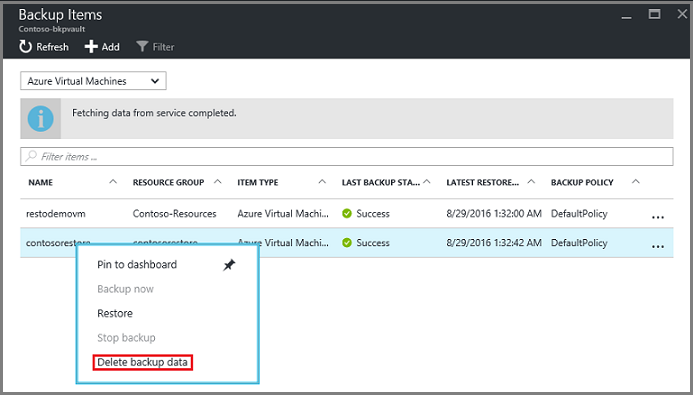 Backup Items
Contoso-bkpvault
Refresh Add Filter
Azure Virtual Machines
Fetching data from service completed.
Filter items ...
NAME RESOURCE GROUP ITEM TYPE LAST BACKUP STA... LATEST RESTORE... BACKUP POLICY
restodemovm Contoso-Resources Azure Virtual Machi... Success 8/29/2016 1:32:00 AM DefaultPolicy ...
contosorestore contosorestore Azure Virtual Machi... Success 8/29/2016 1:32:42 AM DefaultPolicy ...
Pin to dashboard
Backup now
Restore
Stop backup
Delete backup data